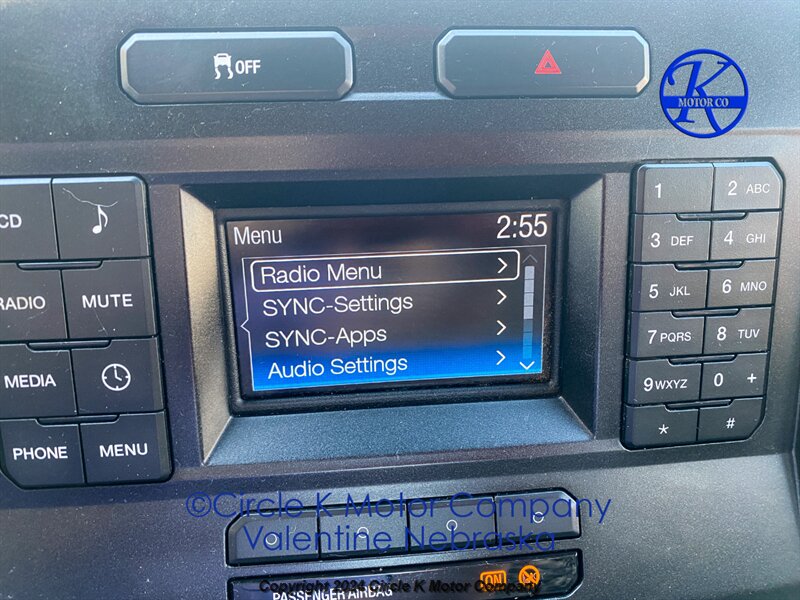 OFF
K
MOTOR CO
CD
RADIO
MUTE
MEDIA
PHONE
MENU
Menu 2:55
Radio Menu >
SYNC-Settings >
SYNC-Apps >
Audio Settings >
1
2 ABC
3 DEF
4 GHI
5 JKL
6 MNO
7 PQRS
8 TUV
9 WXYZ
0 +
*
#
©Circle K Motor Company
Valentine Nebraska
PASSENGER AIRBAG ON
Copyright 2024 Circle K Motor Company